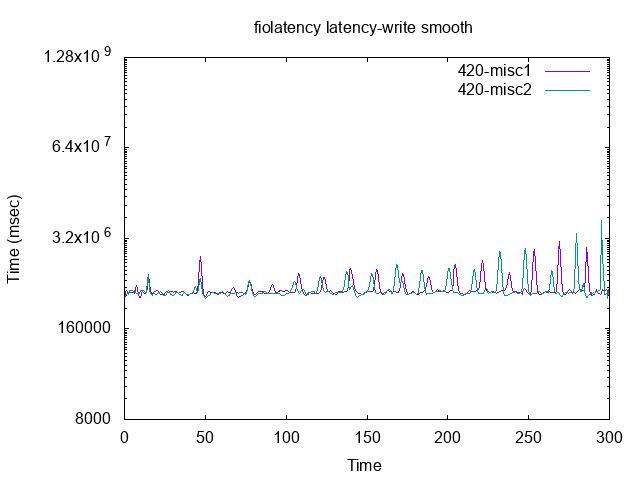 fiolatency latency-write smooth
1.28x10^9
6.4x10^7
3.2x10^6
160000
8000
Time (msec)
420-misc1
420-misc2
0 50 100 150 200 250 300
Time